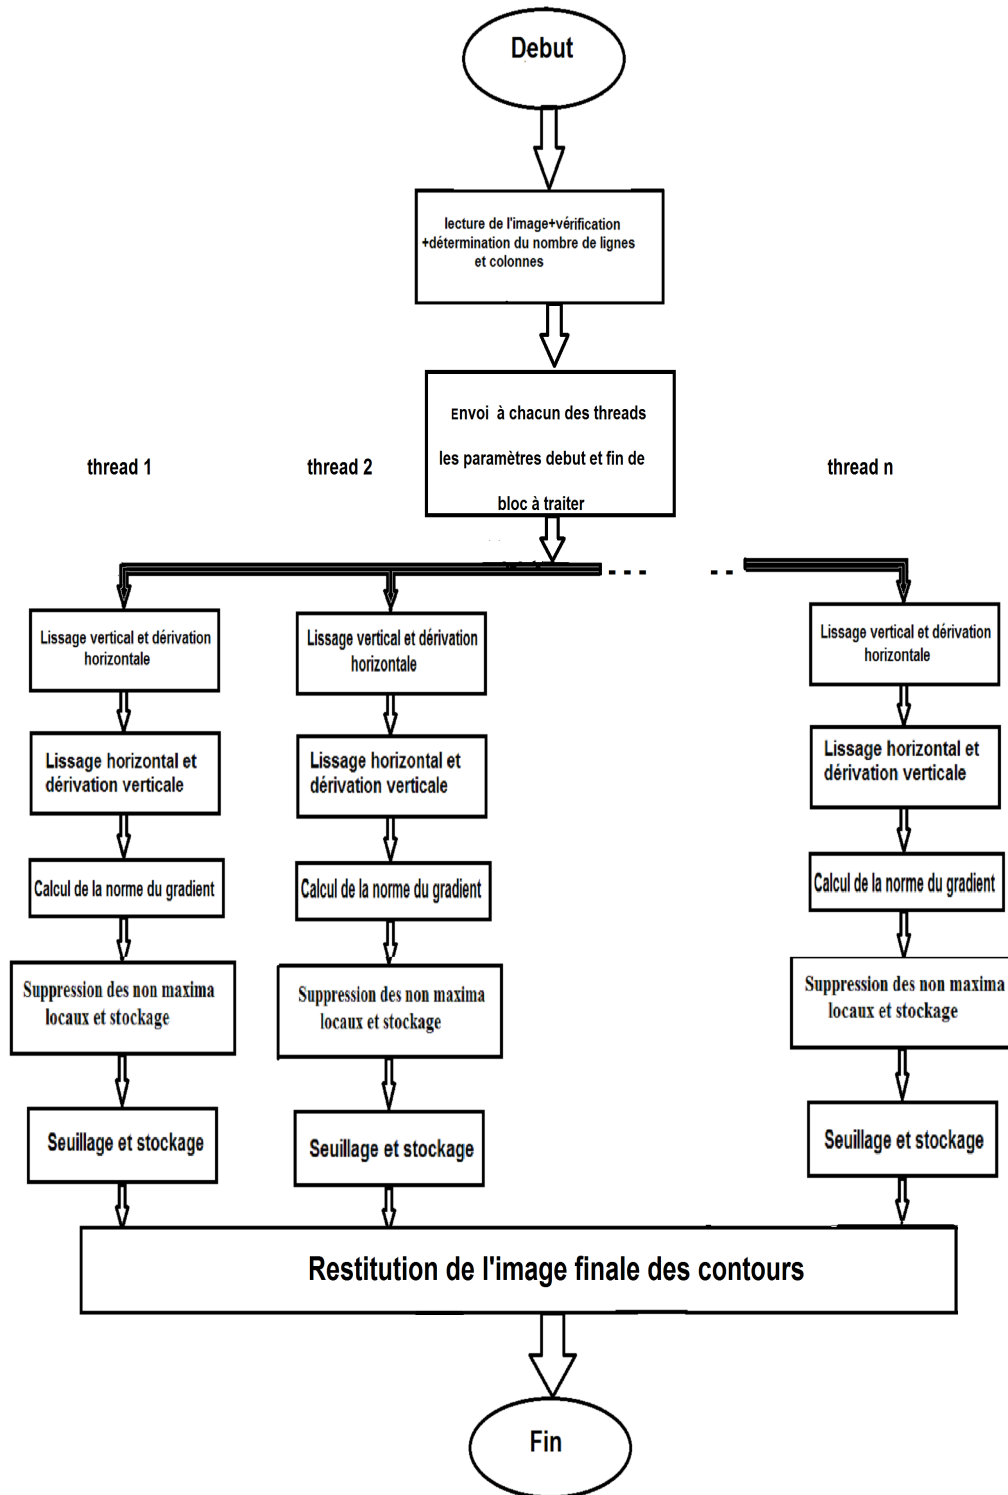 Debut
lecture de l'image+vérification
+détermination du nombre de lignes
et colonnes
Envoi à chacun des threads
les paramètres debut et fin de
bloc à traiter
thread 1
thread 2
thread n
- - -
- -
Lissage vertical et dérivation
horizontale
Lissage horizontal et
dérivation verticale
Calcul de la norme du gradient
Suppression des non maxima
locaux et stockage
Seuillage et stockage
Lissage vertical et dérivation
horizontale
Lissage horizontal et
dérivation verticale
Calcul de la norme du gradient
Suppression des non maxima
locaux et stockage
Seuillage et stockage
Lissage vertical et dérivation
horizontale
Lissage horizontal et
dérivation verticale
Calcul de la norme du gradient
Suppression des non maxima
locaux et stockage
Seuillage et stockage
Restitution de l'image finale des contours
Fin